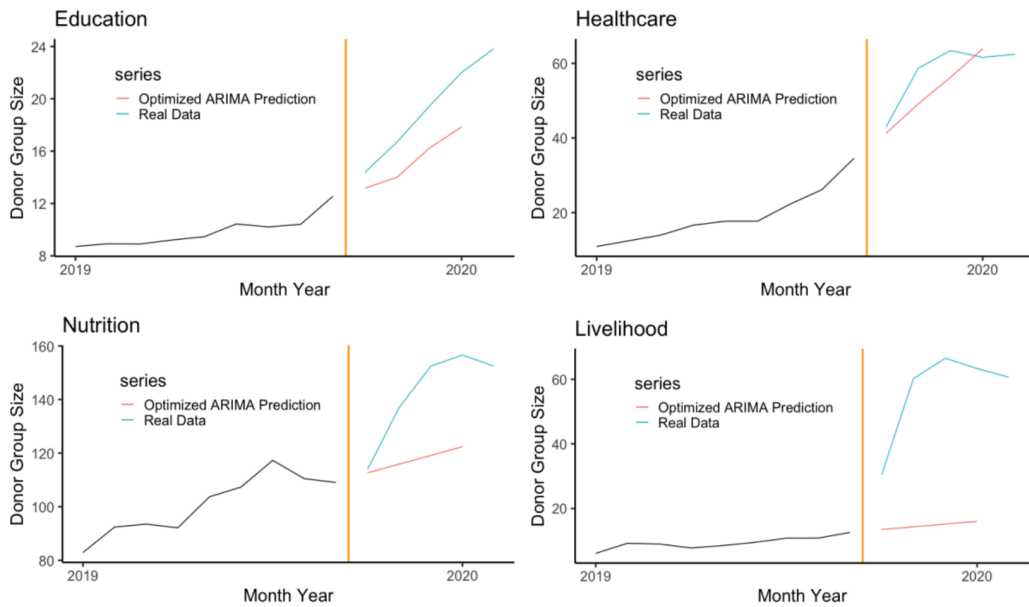 Education
24
20
16
12
8
Donor Group Size
series
Optimized ARIMA Prediction
Real Data
2019
2020
Month Year
Healthcare
60
40
20
Donor Group Size
series
Optimized ARIMA Prediction
Real Data
2019
2020
Month Year
Nutrition
160
140
120
100
80
Donor Group Size
series
Optimized ARIMA Prediction
Real Data
2019
2020
Month Year
Livelihood
60
40
20
Donor Group Size
series
Optimized ARIMA Prediction
Real Data
2019
2020
Month Year